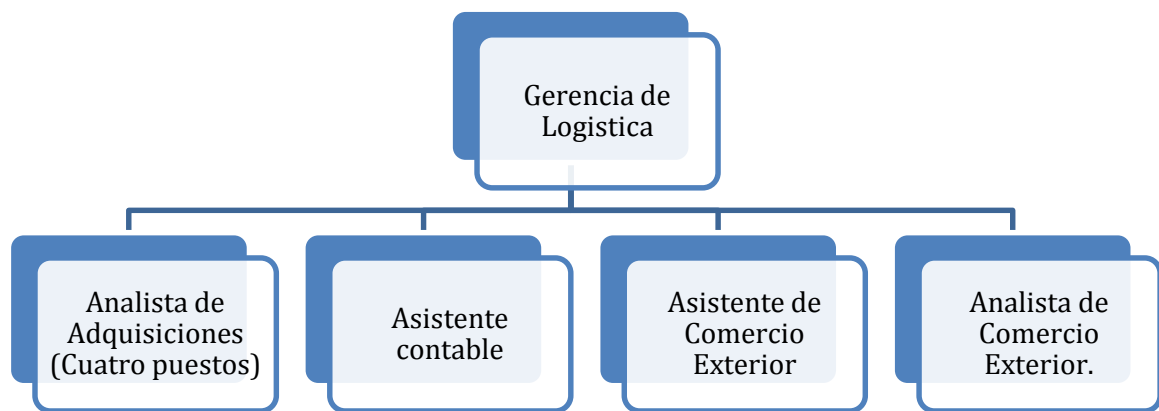 Gerencia de
Logistica
Analista de
Adquisiciones
(Cuatro puestos)
Asistente
contable
Asistente de
Comercio
Exterior
Analista de
Comercio
Exterior.